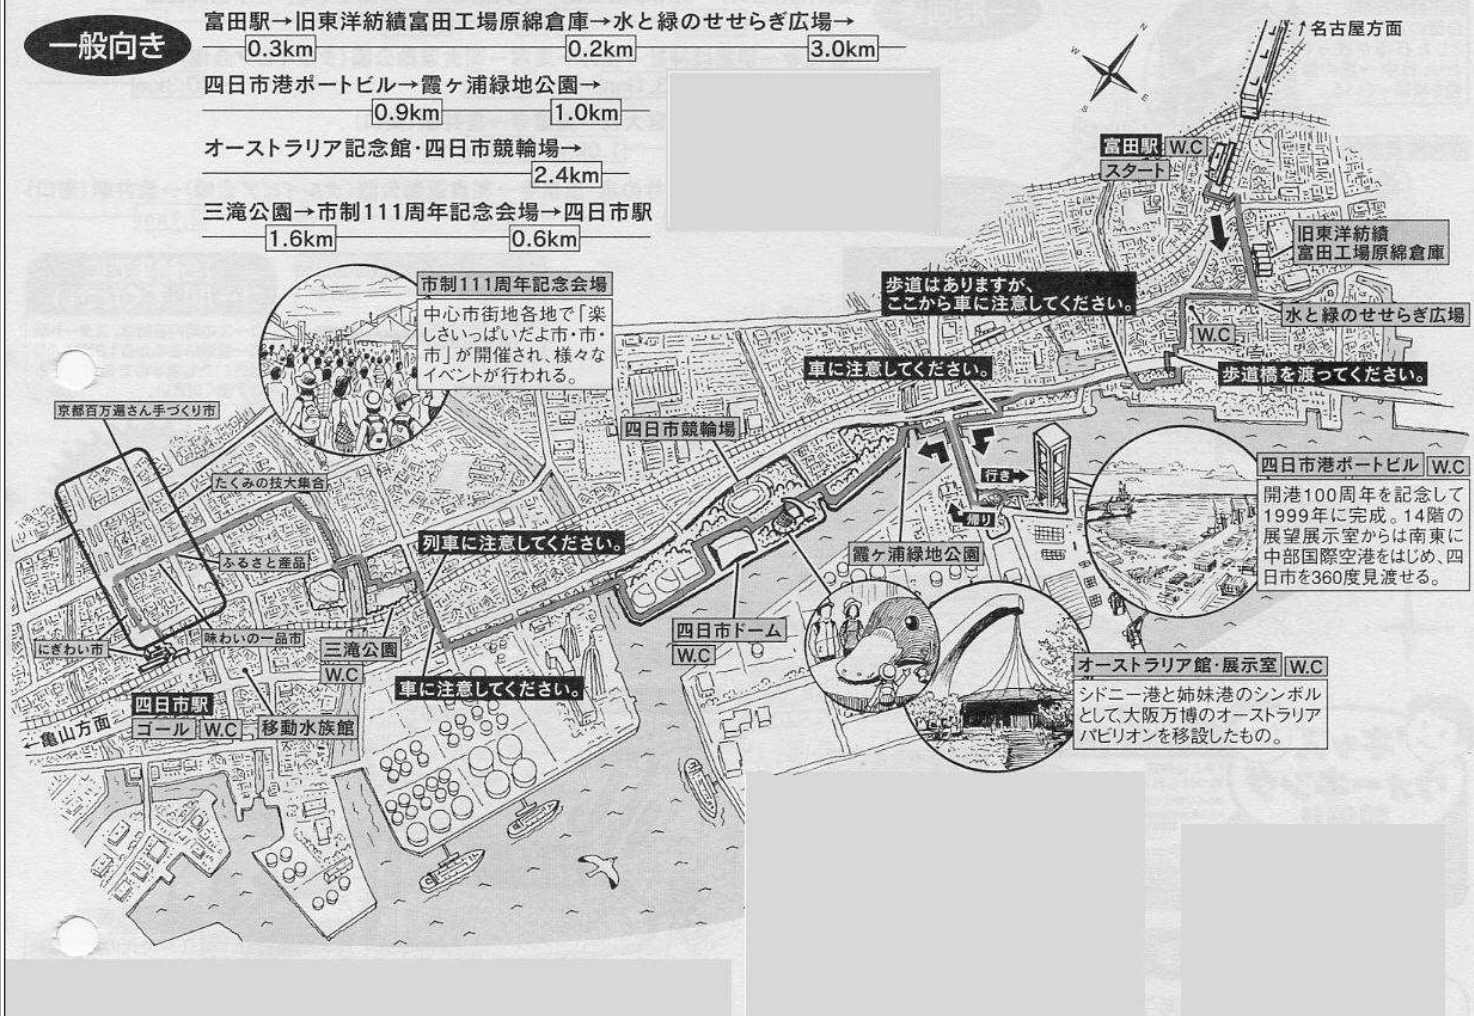 一般向き
富田駅→旧東洋紡績富田工場原綿倉庫→水と緑のせせらぎ広場→
0.3km 0.2km 3.0km
四日市港ポートビル→霞ヶ浦緑地公園→
0.9km 1.0km
オーストラリア記念館・四日市競輪場→
2.4km
三滝公園→市制111周年記念会場→四日市駅
1.6km 0.6km
↑名古屋方面
N
W
E
S
富田駅 W.C
スタート
旧東洋紡績
富田工場原綿倉庫
水と緑のせせらぎ広場
W.C
歩道橋を渡ってください。
歩道はありますが、
ここから車に注意してください。
車に注意してください。
市制111周年記念会場
中心市街地各地で「楽
しさいっぱいだよ市・市・
市」が開催され、様々な
イベントが行われる。
京都百万遍さん手づくり市
四日市競輪場
行き
帰り
四日市港ポートビル W.C
開港100周年を記念して
1999年に完成。14階の
展望展示室からは南東に
中部国際空港をはじめ、四
日市を360度見渡せる。
たくみの技大集合
列車に注意してください。
霞ヶ浦緑地公園
ふるさと産品
四日市ドーム
W.C
味わいの一品市
にぎわい市
三滝公園
W.C
車に注意してください。
オーストラリア館・展示室 W.C
シドニー港と姉妹港のシンボル
として、大阪万博のオーストラリア
パビリオンを移設したもの。
四日市駅
ゴール W.C
移動水族館
←亀山方面